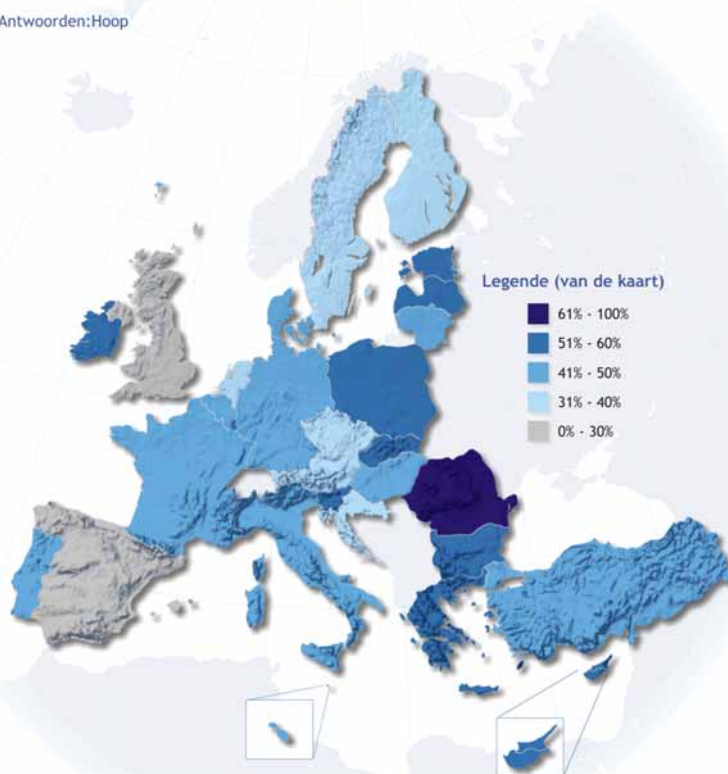 Antwoorden:Hoop
Legende (van de kaart)
61% - 100%
51% - 60%
41% - 50%
31% - 40%
0% - 30%